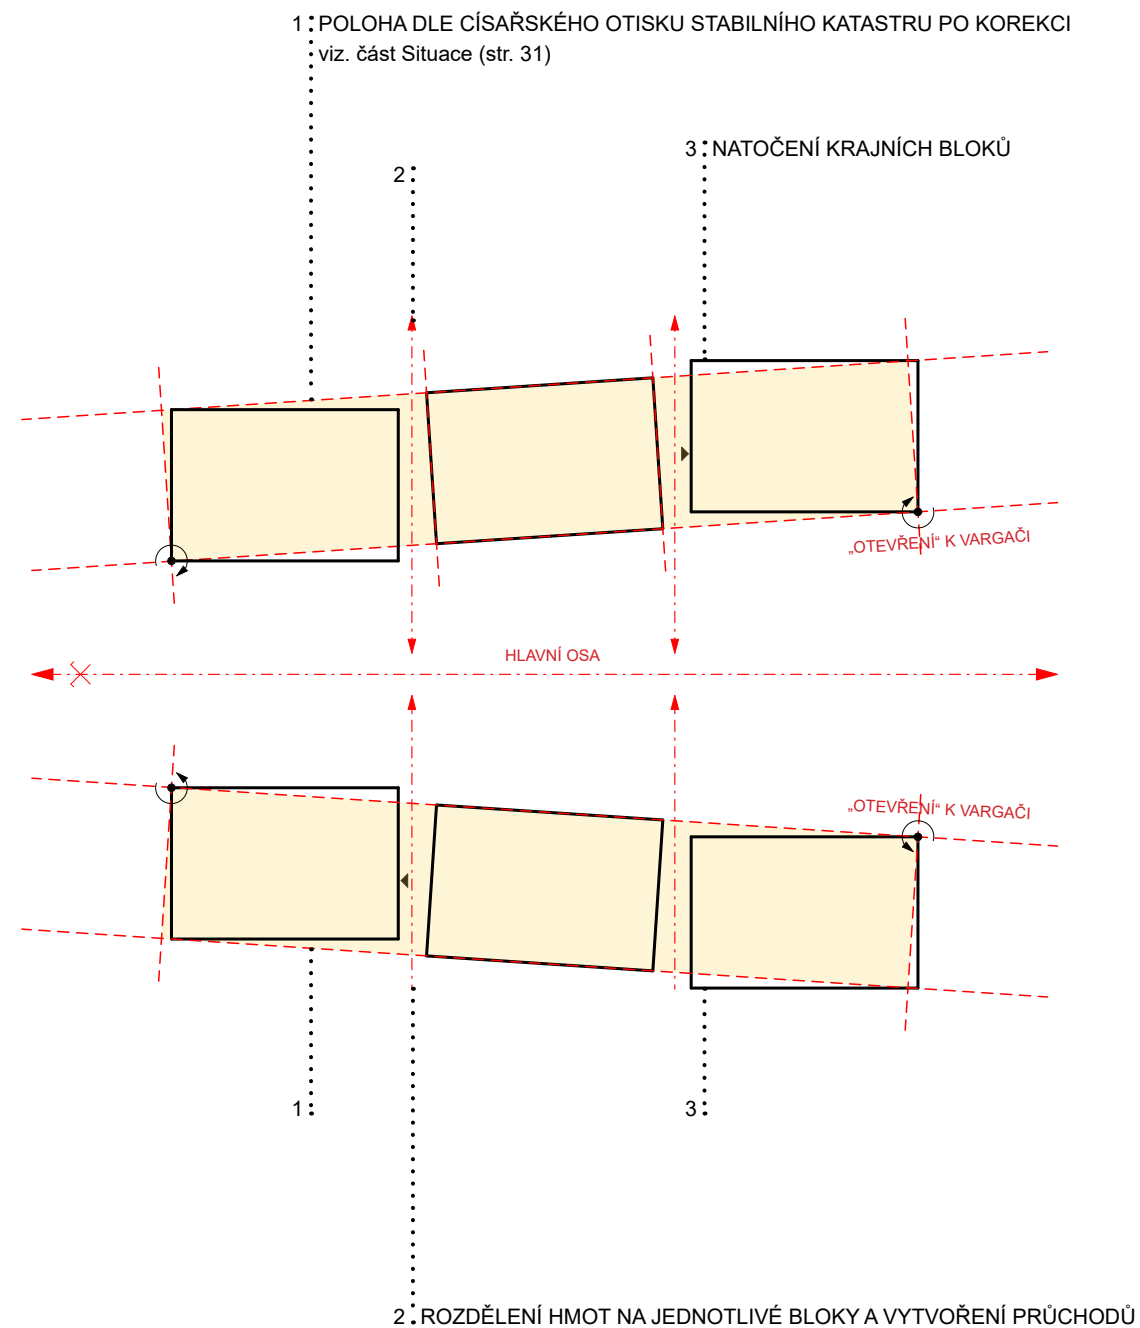 1 POLOHA DLE CÍSAŘSKÉHO OTISKU STABILNÍHO KATASTRU PO KOREKCI
viz. část Situace (str. 31)
3 NATOČENÍ KRAJNÍCH BLOKŮ
2
„OTEVŘENÍ“ K VARGAČI
HLAVNÍ OSA
„OTEVŘENÍ“ K VARGAČI
1
3
2 ROZDĚLENÍ HMOT NA JEDNOTLIVÉ BLOKY A VYTVOŘENÍ PRŮCHODŮ